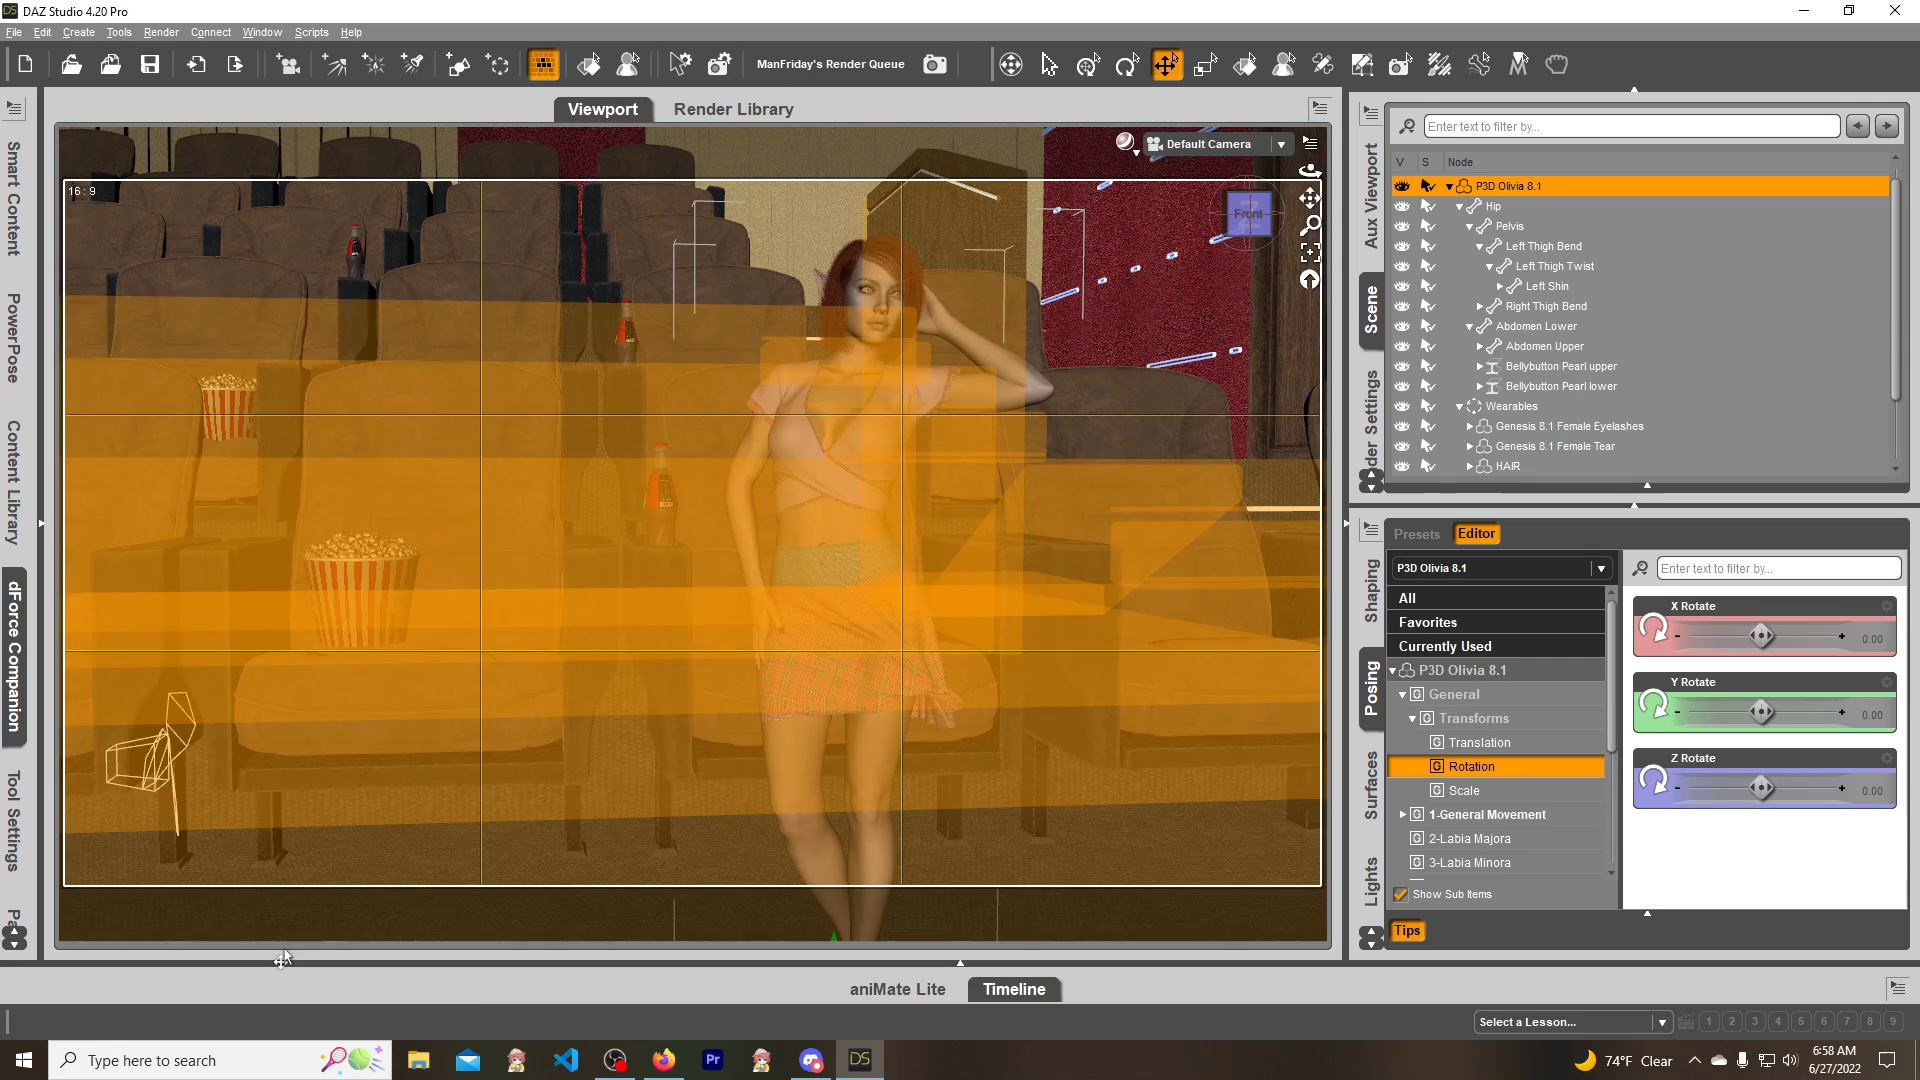 DAZ Studio 4.20 Pro
File Edit Create Tools Render Connect Window Scripts Help
ManFriday's Render Queue
Viewport Render Library
Default Camera
16 : 9
Front
Smart Content
PowerPose
Content Library
dForce Companion
Tool Settings
Pa
Aux Viewport
Scene
der Settings
Enter text to filter by...
V S Node
P3D Olivia 8.1
Hip
Pelvis
Left Thigh Bend
Left Thigh Twist
Left Shin
Right Thigh Bend
Abdomen Lower
Abdomen Upper
Bellybutton Pearl upper
Bellybutton Pearl lower
Wearables
Genesis 8.1 Female Eyelashes
Genesis 8.1 Female Tear
HAIR
Shaping
Posing
Surfaces
Lights
Presets Editor
P3D Olivia 8.1
Enter text to filter by...
All
Favorites
Currently Used
P3D Olivia 8.1
G General
G Transforms
G Translation
G Rotation
G Scale
G 1-General Movement
G 2-Labia Majora
G 3-Labia Minora
Show Sub Items
X Rotate
- + 0.00
Y Rotate
- + 0.00
Z Rotate
- + 0.00
Tips
aniMate Lite Timeline
Select a Lesson... 1 2 3 4 5 6 7 8 9
Type here to search
Pr
DS
74°F Clear
6:58 AM
6/27/2022